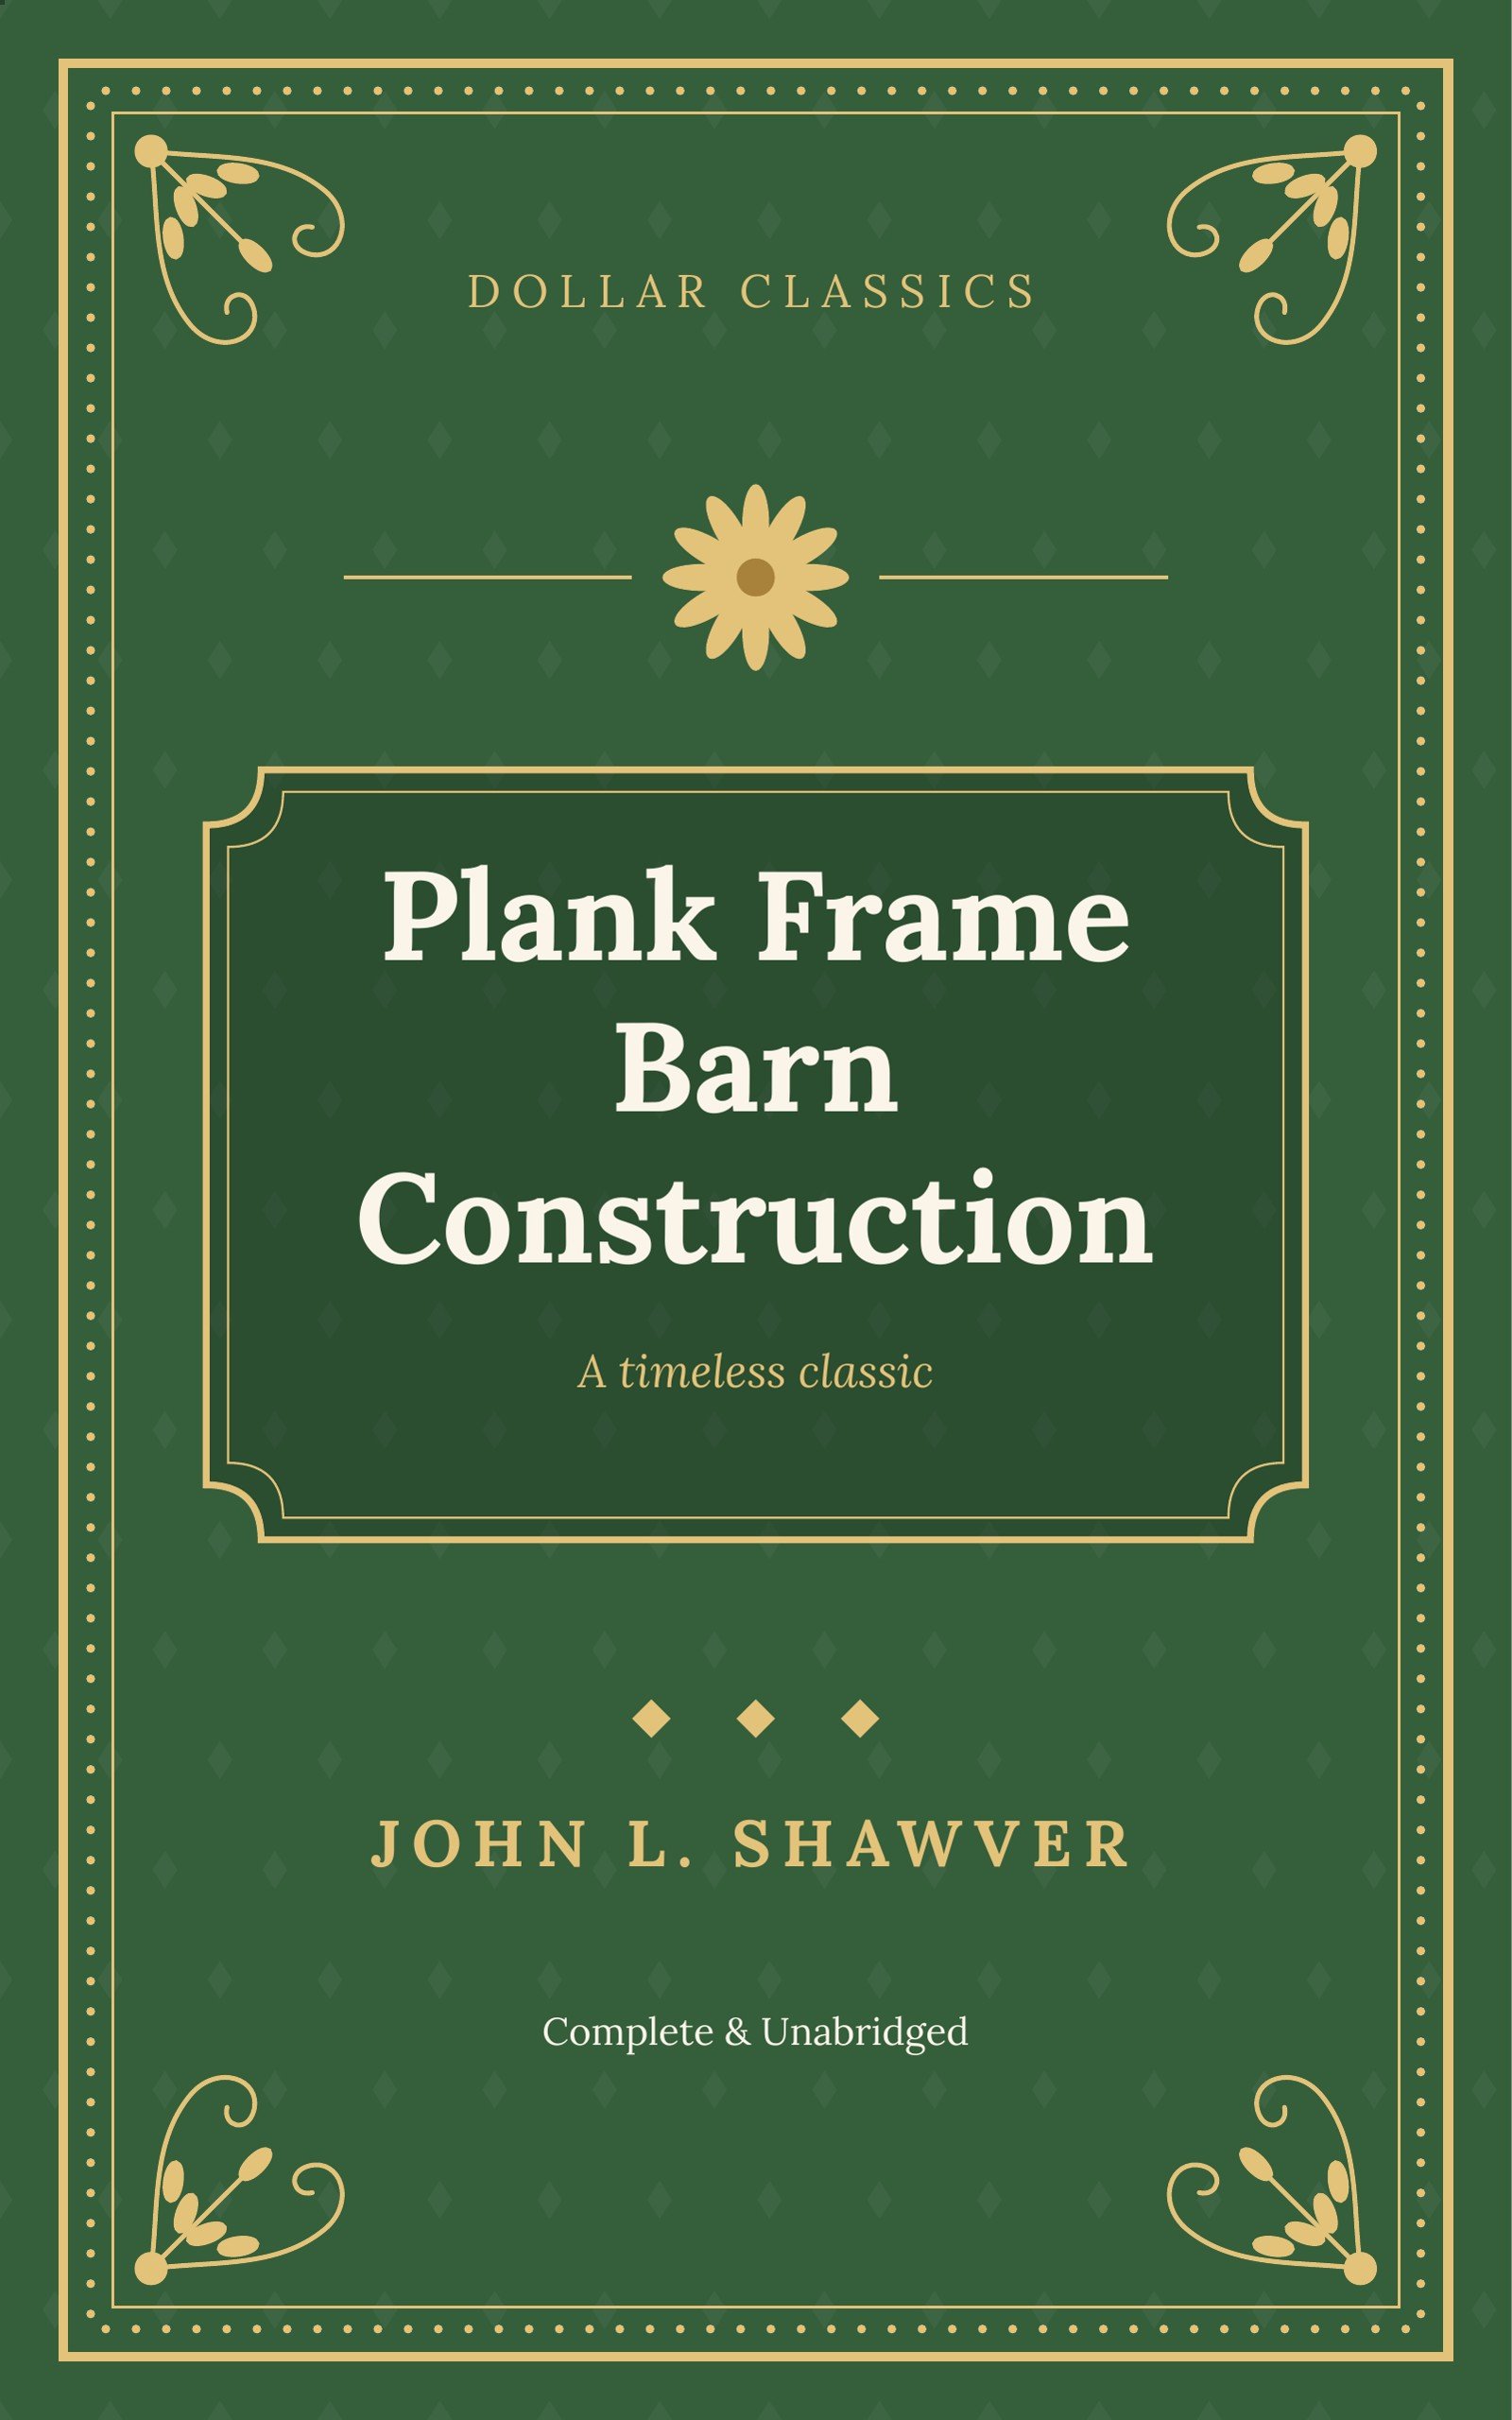 DOLLAR CLASSICS
Plank Frame
Barn
Construction
A timeless classic
JOHN L. SHAWVER
Complete & Unabridged